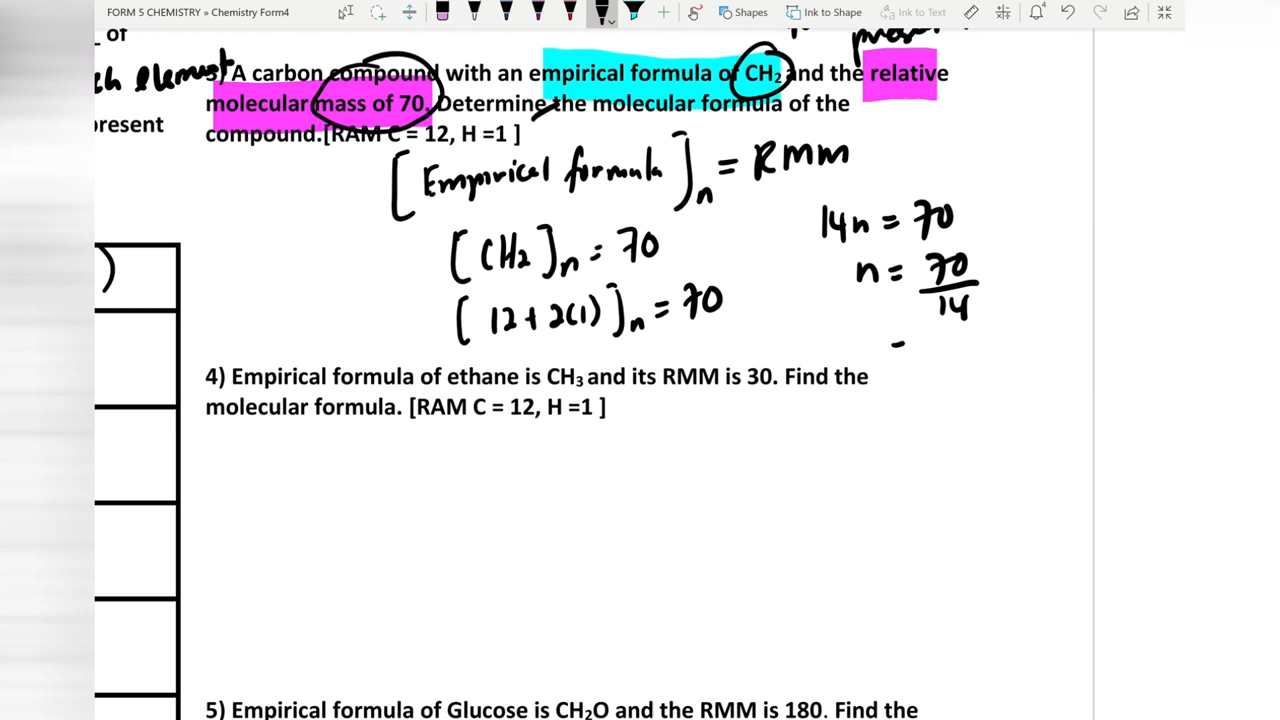 FORM 5 CHEMISTRY » Chemistry Form4
Shapes
Ink to Shape
Ink to Text
of
ch element
present
A carbon compound with an empirical formula of CH₂ and the relative
molecular mass of 70. Determine the molecular formula of the
compound.[RAM C = 12, H =1 ]
[Empirical formula]n = RMM
[CH2]n = 70
[12+2(1)]n = 70
14n = 70
n = 70/14
=
4) Empirical formula of ethane is CH₃ and its RMM is 30. Find the
molecular formula. [RAM C = 12, H =1 ]
5) Empirical formula of Glucose is CH₂O and the RMM is 180. Find the